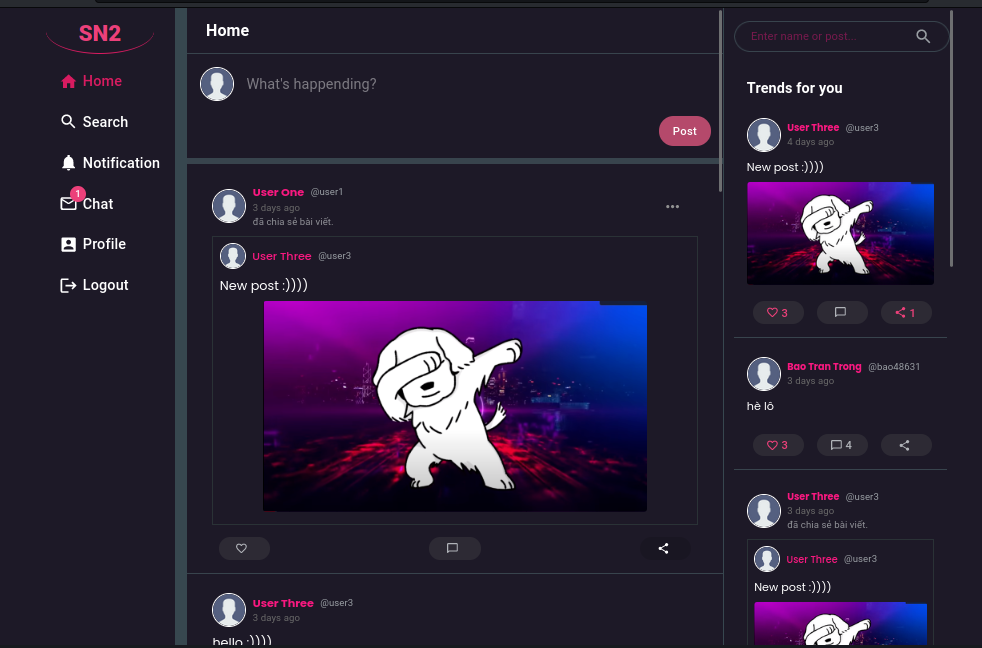 SN2
Home
Search
Notification
1
Chat
Profile
Logout
Home
What's happending?
Post
User One @user1
3 days ago
đã chia sẻ bài viết.
User Three @user3
New post :))))
User Three @user3
3 days ago
hello :))))
Enter name or post...
Trends for you
User Three @user3
4 days ago
New post :))))
3
1
Bao Tran Trong @bao48631
3 days ago
hè lô
3
4
User Three @user3
3 days ago
đã chia sẻ bài viết.
User Three @user3
New post :))))